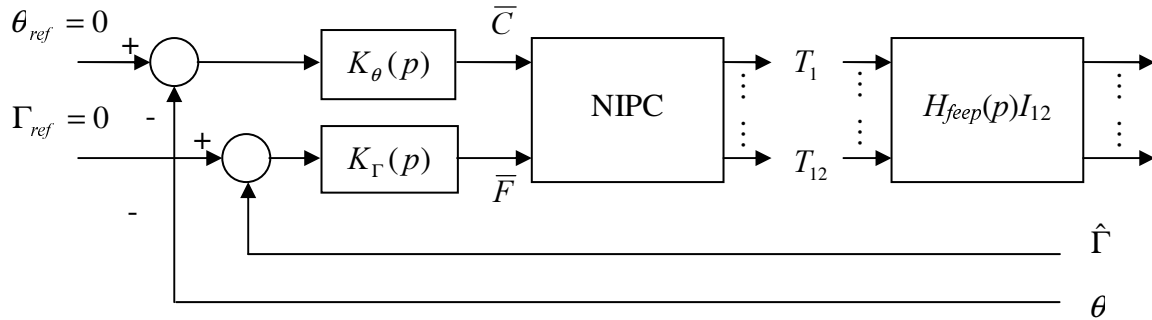 θ_ref = 0
+
K_θ(p)
C̅
NIPC
T_1
⋮
T_12
H_feep(p)I_12
Γ_ref = 0
-
+
K_Γ(p)
F̅
-
Γ̂
θ